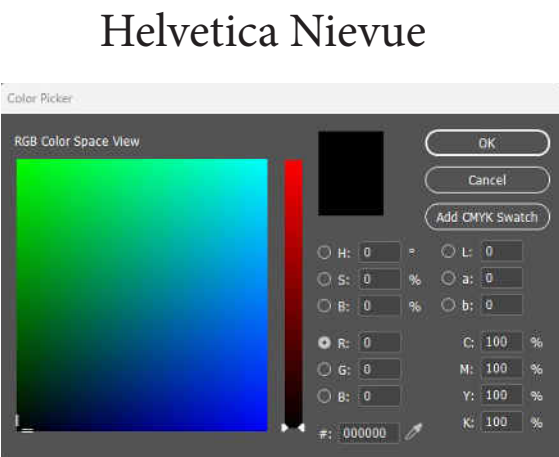 Helvetica Nievue
Color Picker
RGB Color Space View
OK
Cancel
Add CMYK Swatch
H: 0 °
L: 0
S: 0 %
a: 0
B: 0 %
b: 0
R: 0
C: 100 %
G: 0
M: 100 %
B: 0
Y: 100 %
#: 000000
K: 100 %